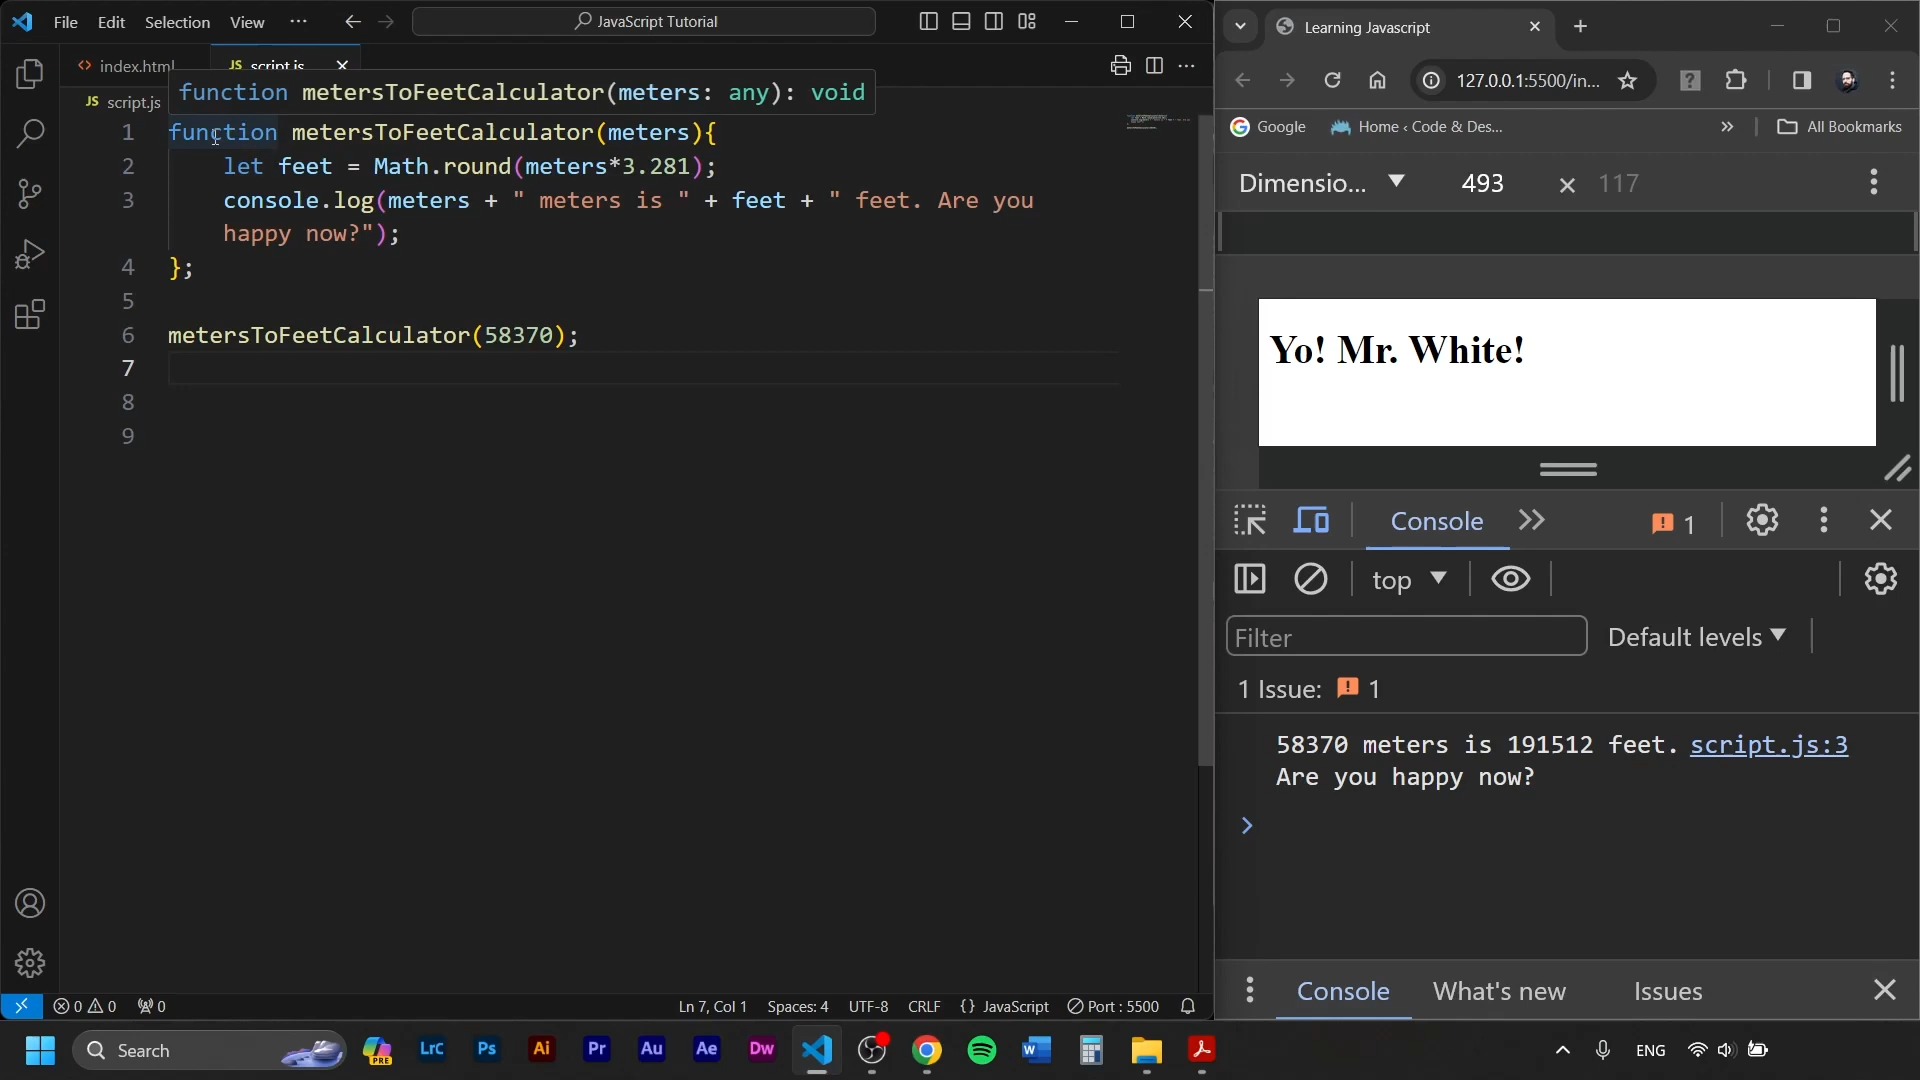 File Edit Selection View ··· JavaScript Tutorial
index.html JS script.js
JS script.js
function metersToFeetCalculator(meters: any): void
1 function metersToFeetCalculator(meters){
2 let feet = Math.round(meters*3.281);
3 console.log(meters + " meters is " + feet + " feet. Are you
happy now?");
4 };
5
6 metersToFeetCalculator(58370);
7
8
9
0 0 0 Ln 7, Col 1 Spaces: 4 UTF-8 CRLF {} JavaScript Port : 5500
Learning Javascript
127.0.0.1:5500/in...
Google Home ‹ Code & Des... » All Bookmarks
Dimensio... 493 × 117
Yo! Mr. White!
Console 1
top
Filter Default levels
1 Issue: 1
58370 meters is 191512 feet. script.js:3
Are you happy now?
Console What's new Issues
Search PRE LrC Ps Ai Pr Au Ae Dw W ENG